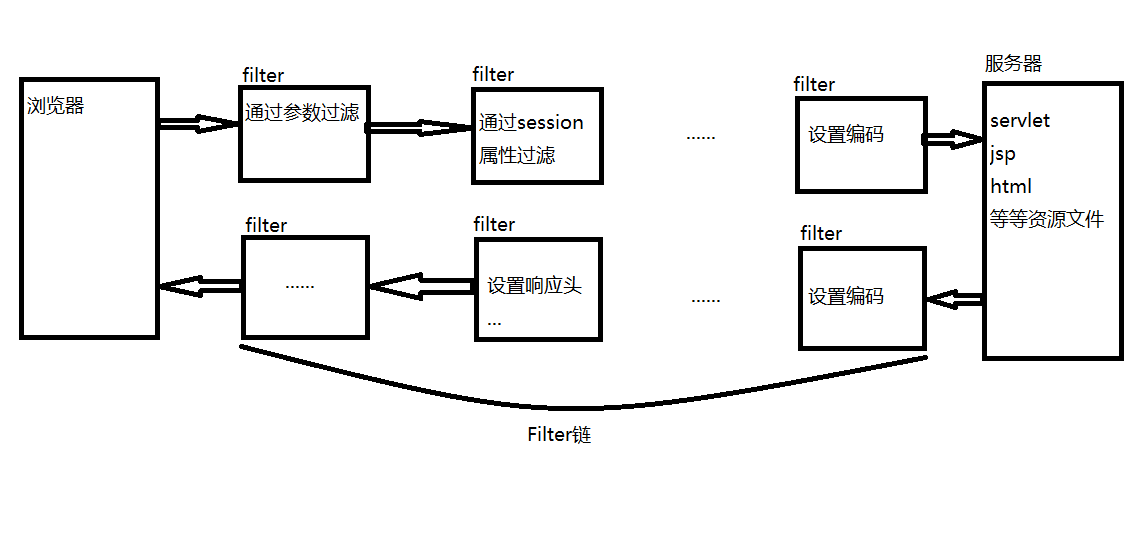 服务器
filter
filter
filter
浏览器
通过参数过滤
通过session
属性过滤
......
设置编码
servlet
jsp
html
等等资源文件
filter
filter
filter
......
设置响应头
...
......
设置编码
Filter链